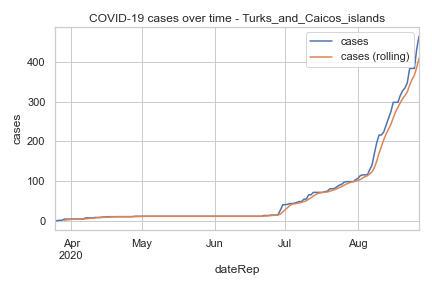 COVID-19 cases over time - Turks_and_Caicos_islands
cases
cases (rolling)
400
300
200
100
0
cases
Apr
2020
May
Jun
Jul
Aug
dateRep